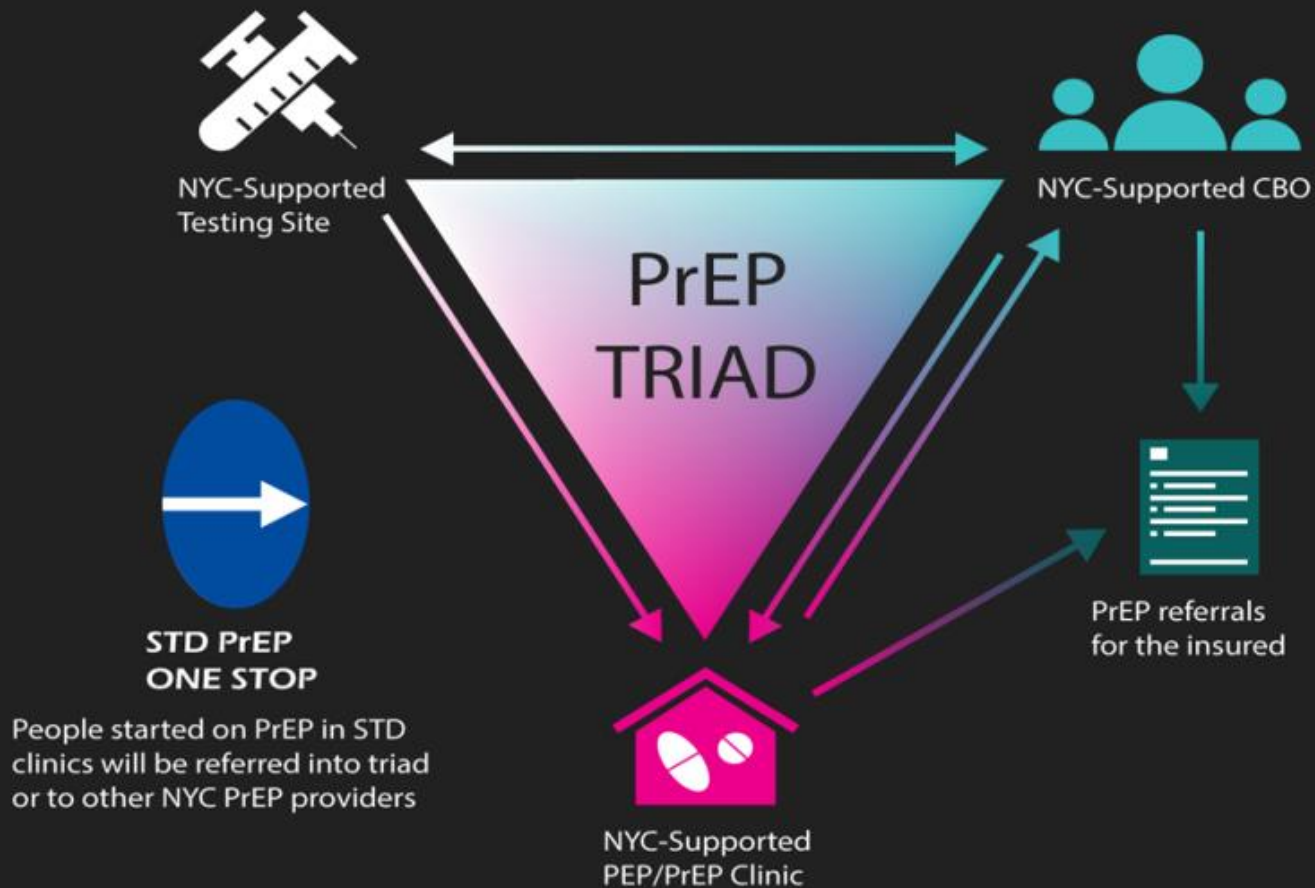 NYC-Supported
Testing Site
NYC-Supported CBO
PrEP
TRIAD
STD PrEP
ONE STOP
People started on PrEP in STD
clinics will be referred into triad
or to other NYC PrEP providers
PrEP referrals
for the insured
NYC-Supported
PEP/PrEP Clinic